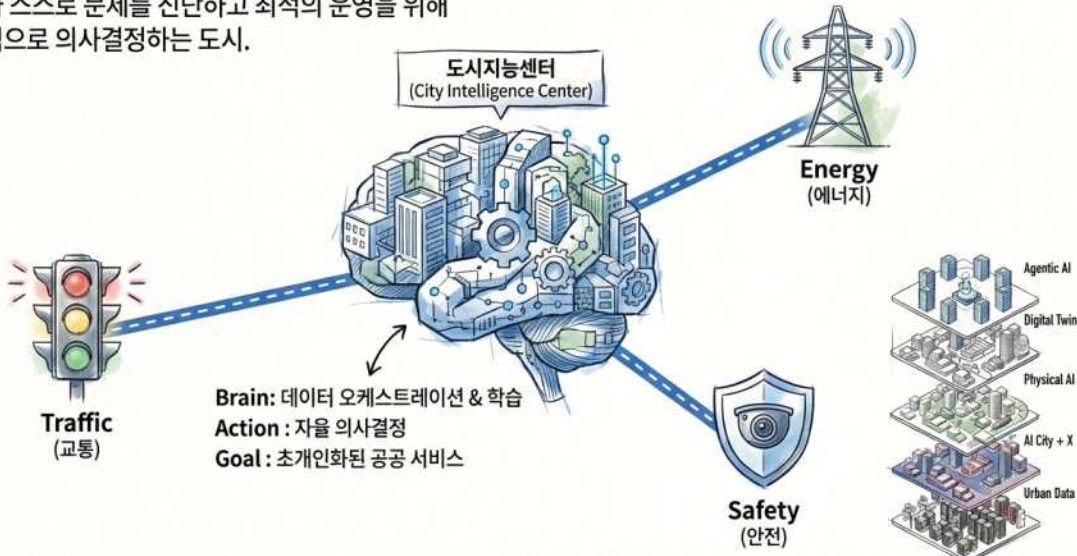 스스로 문제를 진단하고 최적의 운영을 위해
으로 의사결정하는 도시.
도시지능센터
(City Intelligence Center)
Energy
(에너지)
Traffic
(교통)
Brain: 데이터 오케스트레이션 & 학습
Action : 자율 의사결정
Goal : 초개인화된 공공 서비스
Safety
(안전)
Agentic AI
Digital Twin
Physical AI
AI City + X
Urban Data